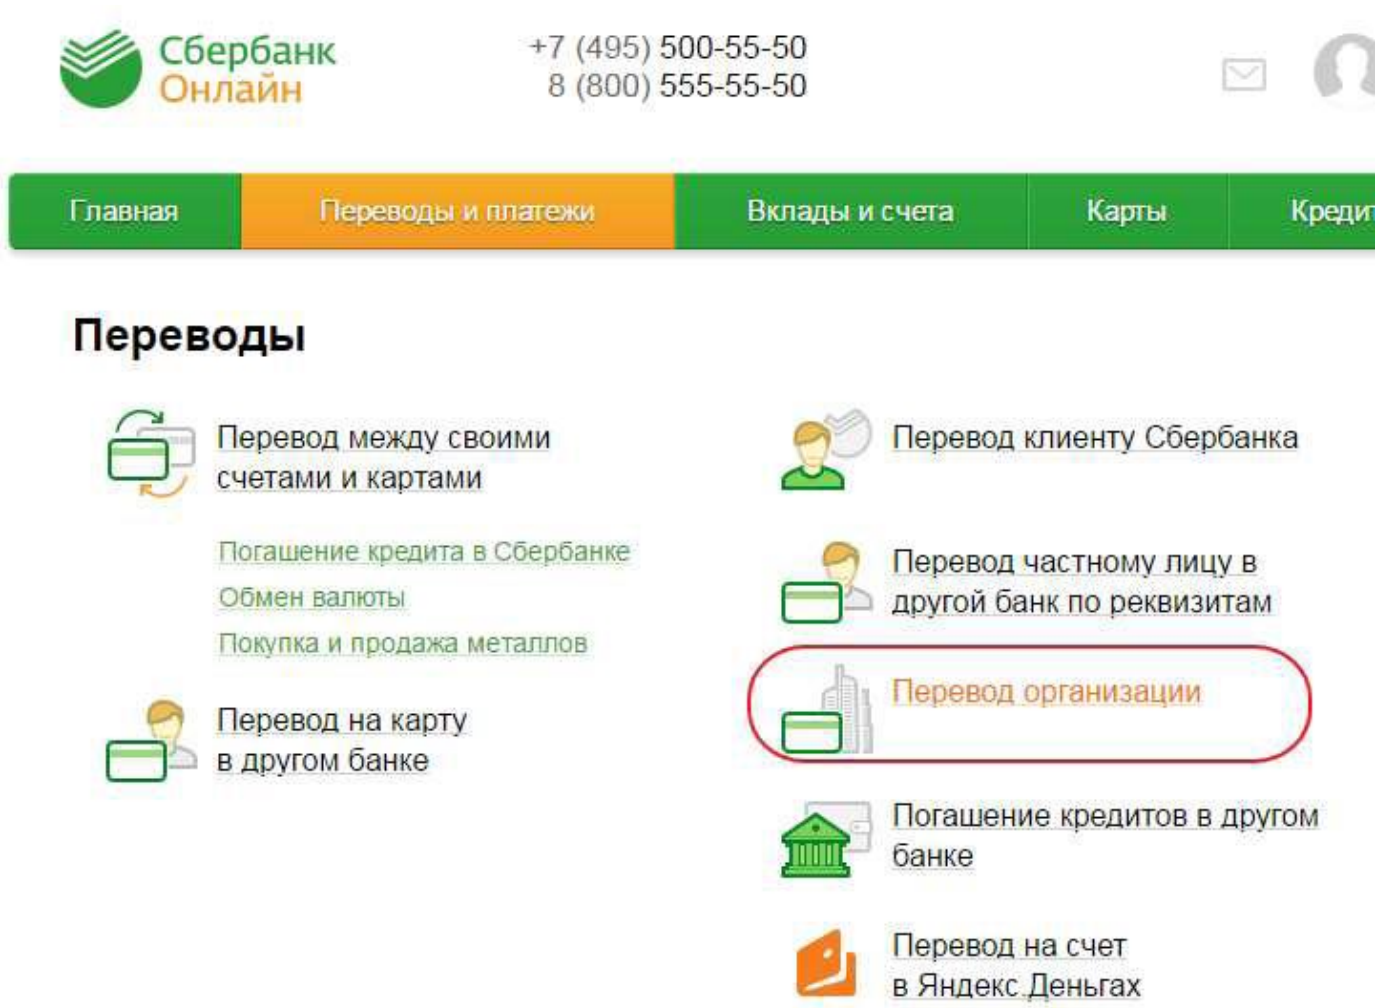 Сбербанк
Онлайн
+7 (495) 500-55-50
8 (800) 555-55-50
Главная
Переводы и платежи
Вклады и счета
Карты
Переводы
Перевод между своими
счетами и картами
Погашение кредита в Сбербанке
Обмен валюты
Покупка и продажа металлов
Перевод на карту
в другом банке
Перевод клиенту Сбербанка
Перевод частному лицу в
другой банк по реквизитам
Перевод организации
Погашение кредитов в другом
банке
Перевод на счет
в Яндекс.Деньгах